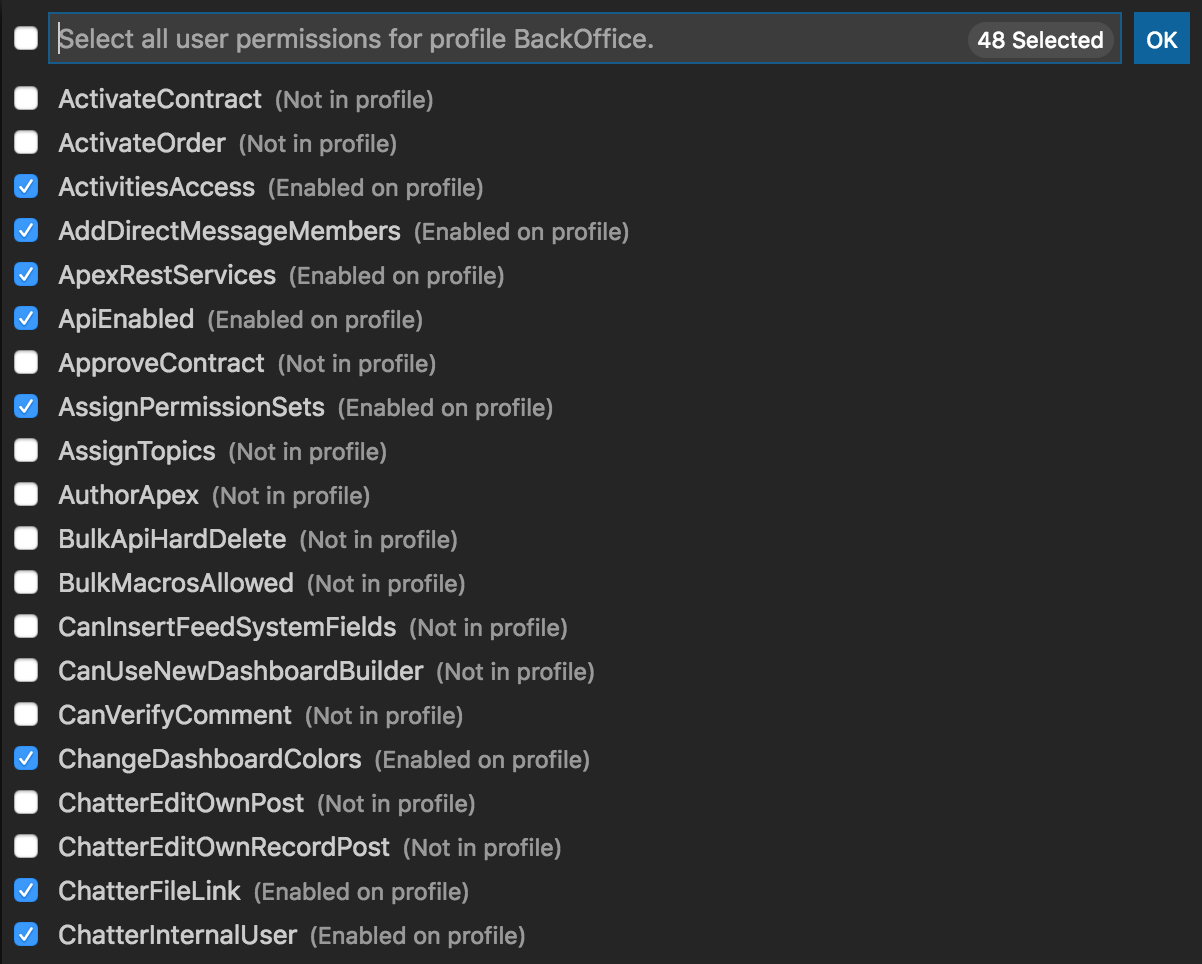 Select all user permissions for profile BackOffice. 48 Selected OK
ActivateContract (Not in profile)
ActivateOrder (Not in profile)
ActivitiesAccess (Enabled on profile)
AddDirectMessageMembers (Enabled on profile)
ApexRestServices (Enabled on profile)
ApiEnabled (Enabled on profile)
ApproveContract (Not in profile)
AssignPermissionSets (Enabled on profile)
AssignTopics (Not in profile)
AuthorApex (Not in profile)
BulkApiHardDelete (Not in profile)
BulkMacrosAllowed (Not in profile)
CanInsertFeedSystemFields (Not in profile)
CanUseNewDashboardBuilder (Not in profile)
CanVerifyComment (Not in profile)
ChangeDashboardColors (Enabled on profile)
ChatterEditOwnPost (Not in profile)
ChatterEditOwnRecordPost (Not in profile)
ChatterFileLink (Enabled on profile)
ChatterInternalUser (Enabled on profile)